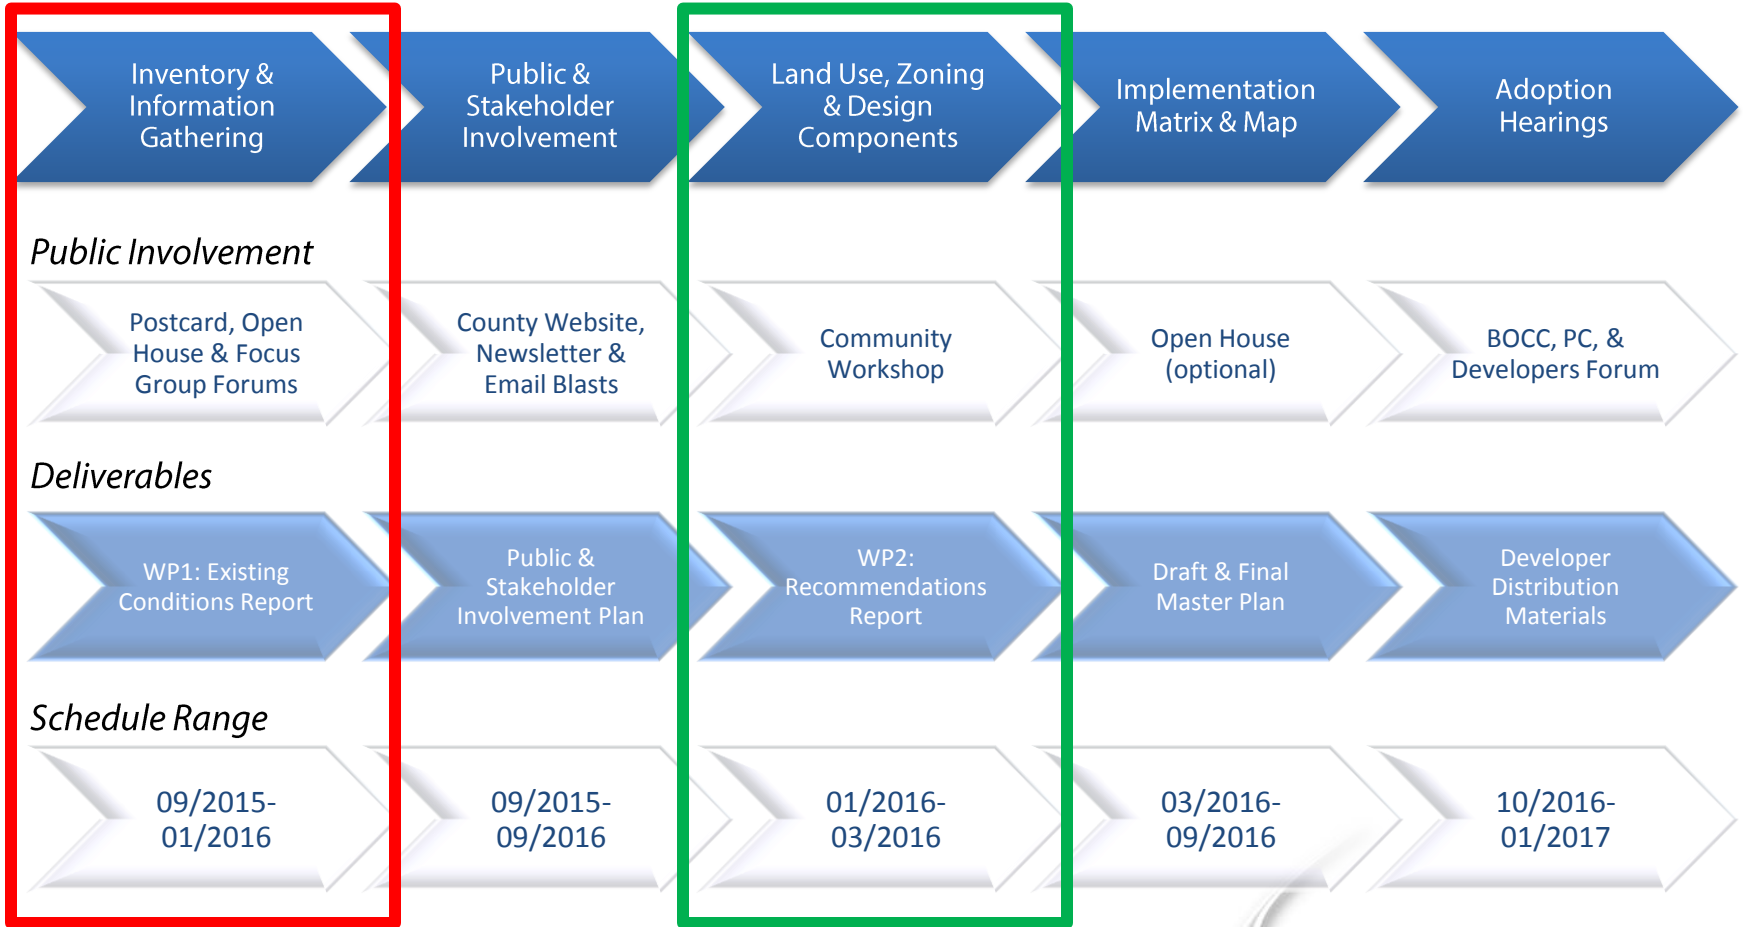 Inventory &
Information
Gathering
Public &
Stakeholder
Involvement
Land Use, Zoning
& Design
Components
Implementation
Matrix & Map
Adoption
Hearings
Public Involvement
Postcard, Open
House & Focus
Group Forums
County Website,
Newsletter &
Email Blasts
Community
Workshop
Open House
(optional)
BOCC, PC, &
Developers Forum
Deliverables
WP1: Existing
Conditions Report
Public &
Stakeholder
Involvement Plan
WP2:
Recommendations
Report
Draft & Final
Master Plan
Developer
Distribution
Materials
Schedule Range
09/2015-
01/2016
09/2015-
09/2016
01/2016-
03/2016
03/2016-
09/2016
10/2016-
01/2017